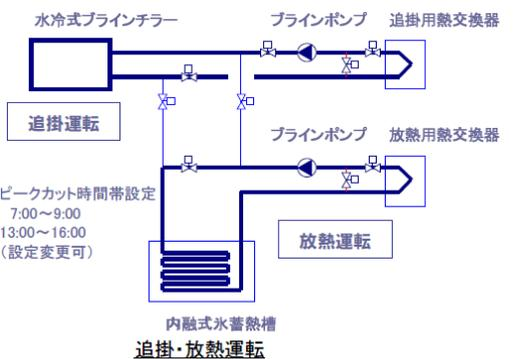 水冷式ブラインチラー
ブラインポンプ
追掛用熱交換器
追掛運転
ブラインポンプ
放熱用熱交換器
ピークカット時間帯設定
7:00～9:00
13:00～16:00
（設定変更可）
放熱運転
内融式氷蓄熱槽
追掛・放熱運転